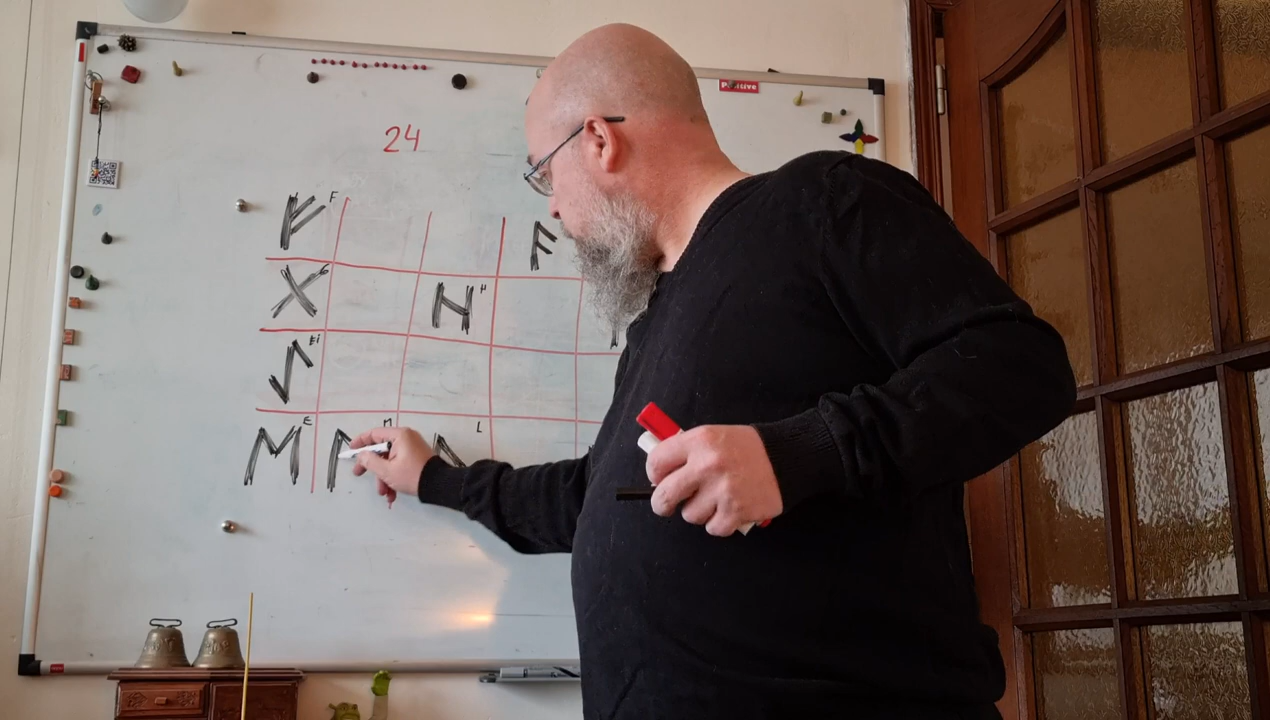 24
Positive
ᚠ F ᚨ
ᚷ ᚺ H
ᛇ Ei
ᛖ E M L